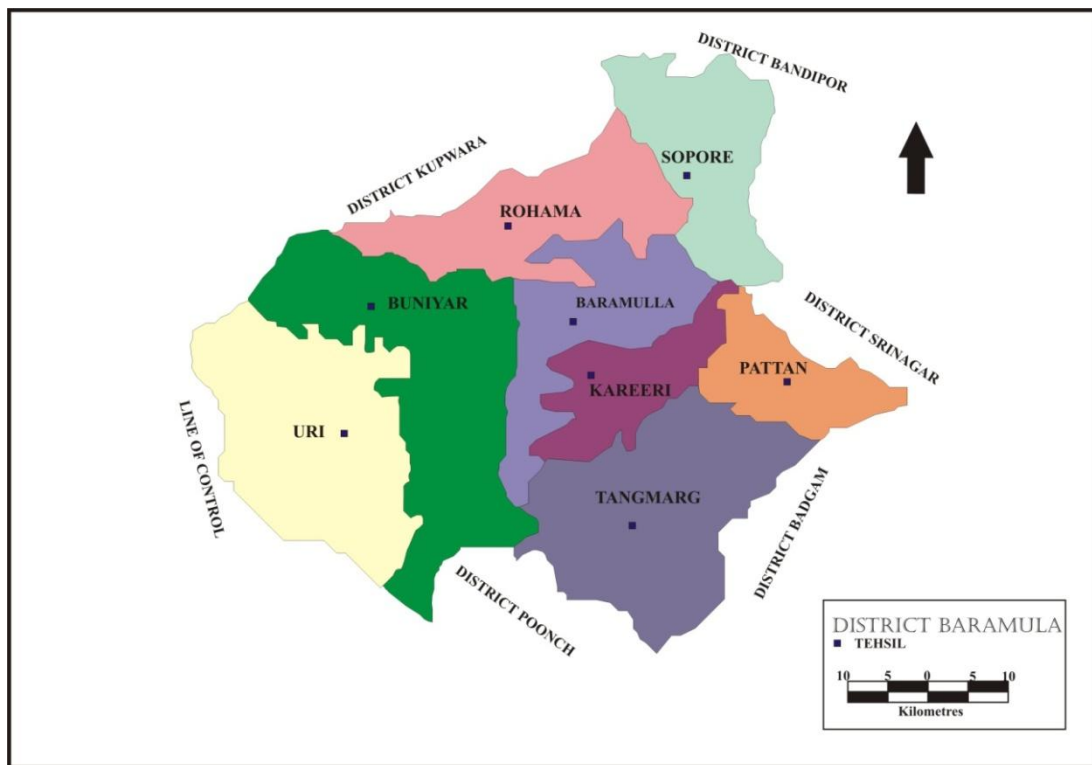 DISTRICT BANDIPOR
SOPORE
DISTRICT KUPWARA
ROHAMA
BUNIYAR
BARAMULLA
DISTRICT SRINAGAR
PATTAN
KAREERI
LINE OF CONTROL
URI
TANGMARG
DISTRICT BADGAM
DISTRICT POONCH
DISTRICT BARAMULA
TEHSIL
10 5 0 5 10
Kilometres